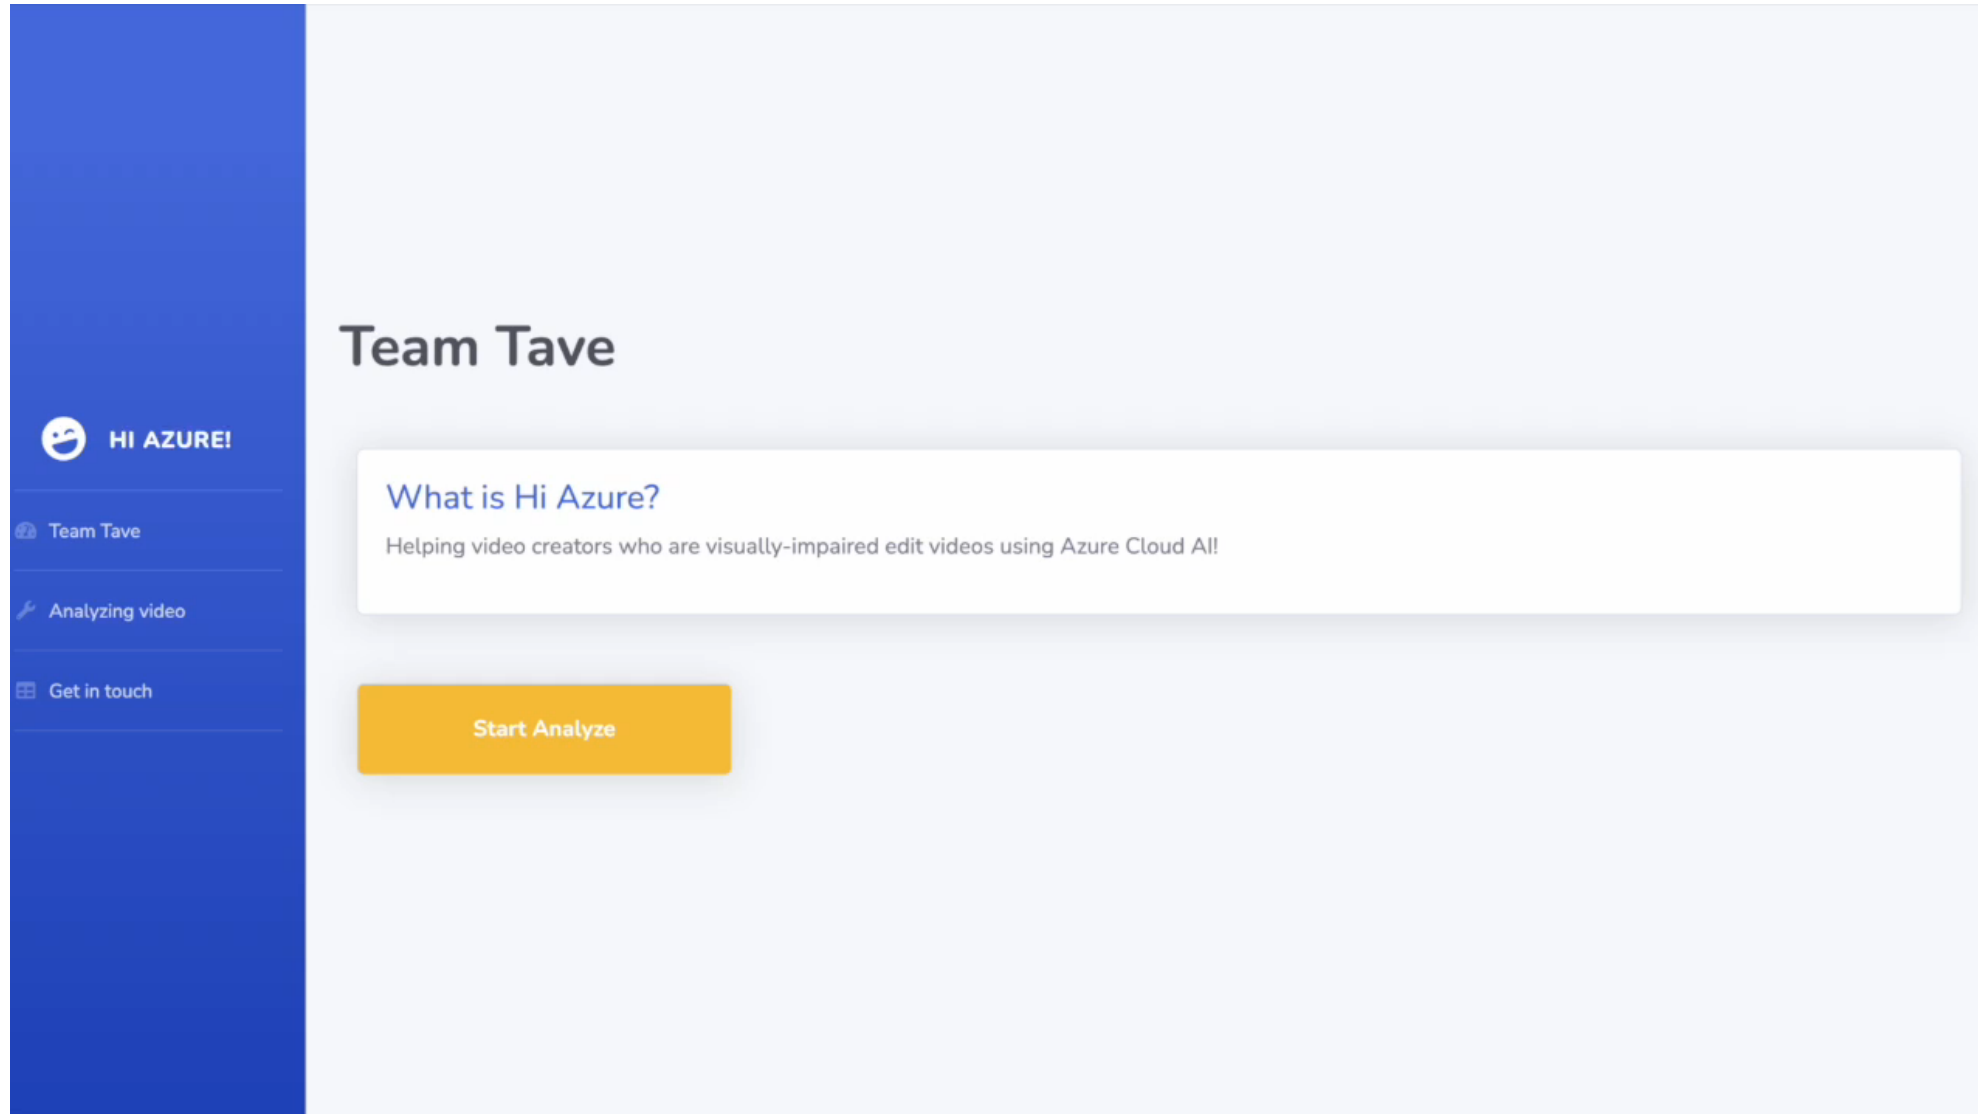 HI AZURE!
Team Tave
Analyzing video
Get in touch
Team Tave
What is Hi Azure?
Helping video creators who are visually-impaired edit videos using Azure Cloud AI!
Start Analyze